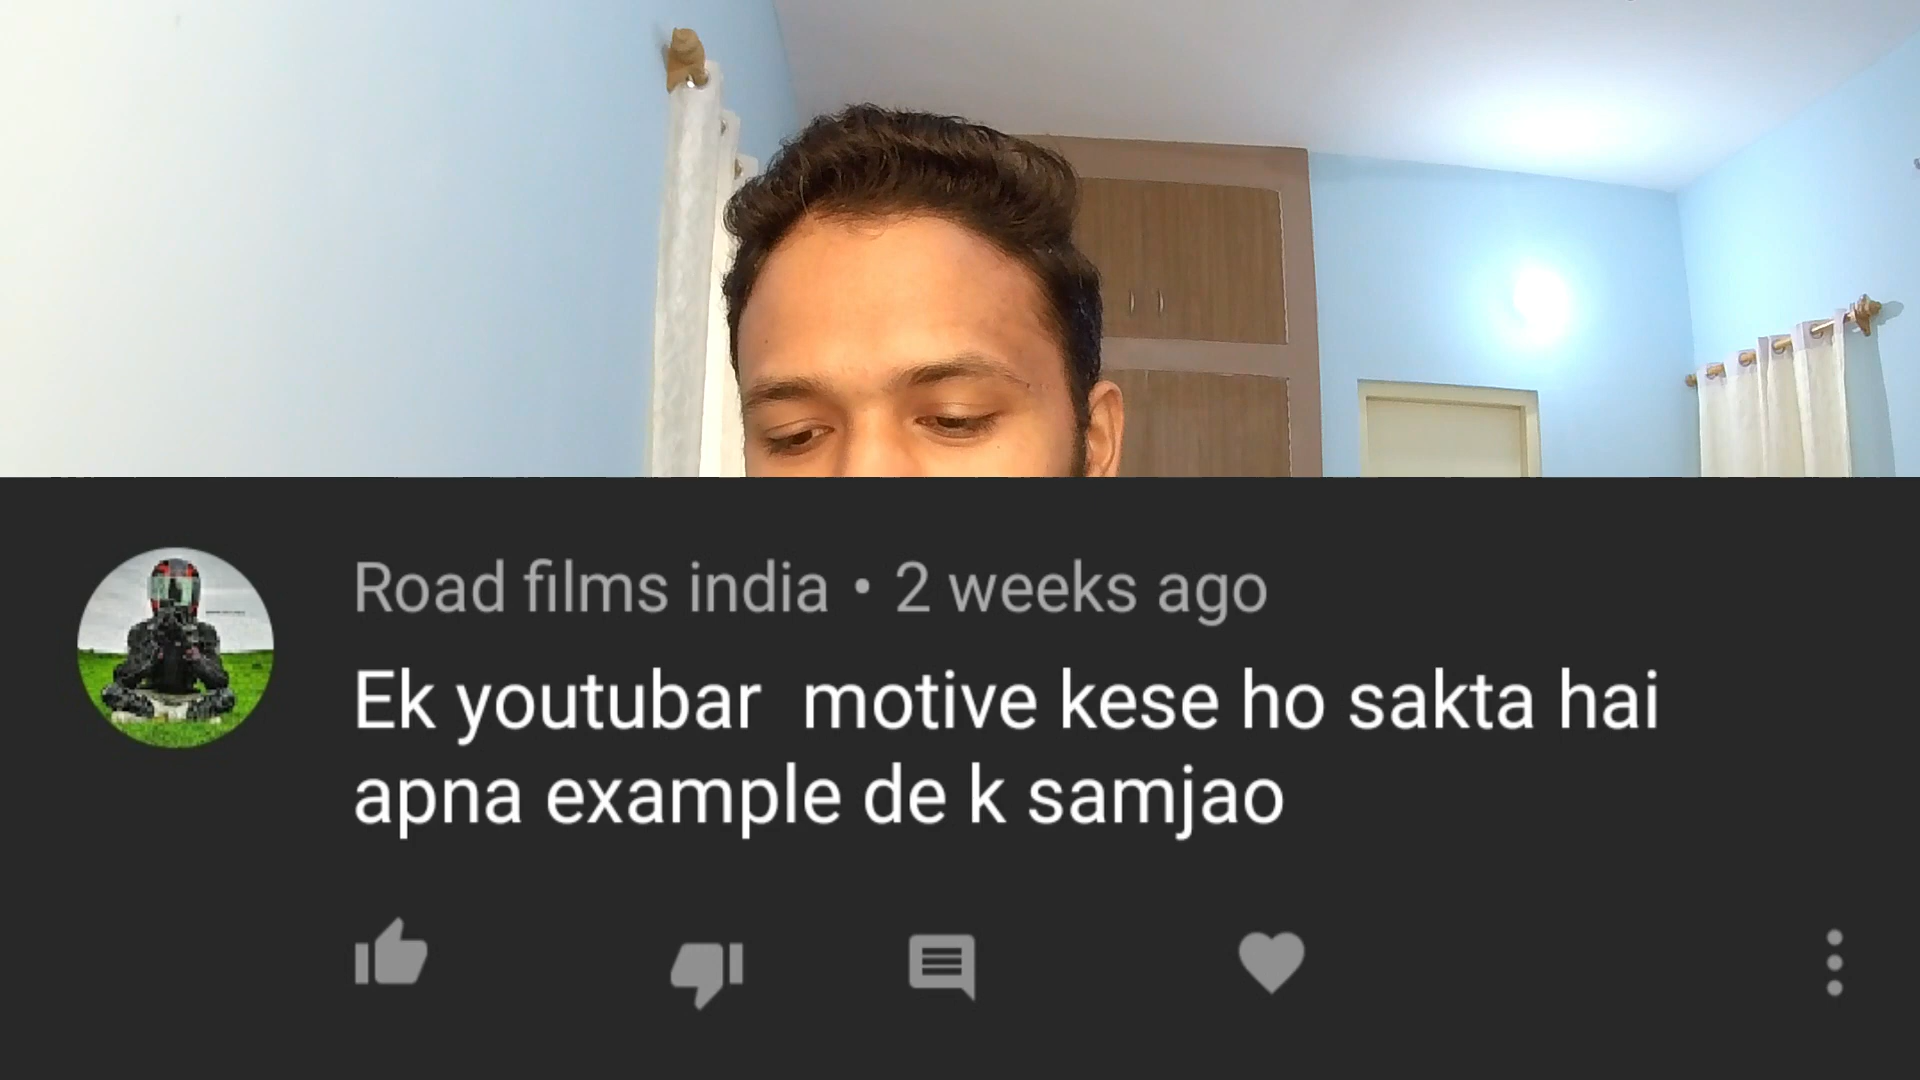 Road films india • 2 weeks ago
Ek youtubar  motive kese ho sakta hai
apna example de k samjao